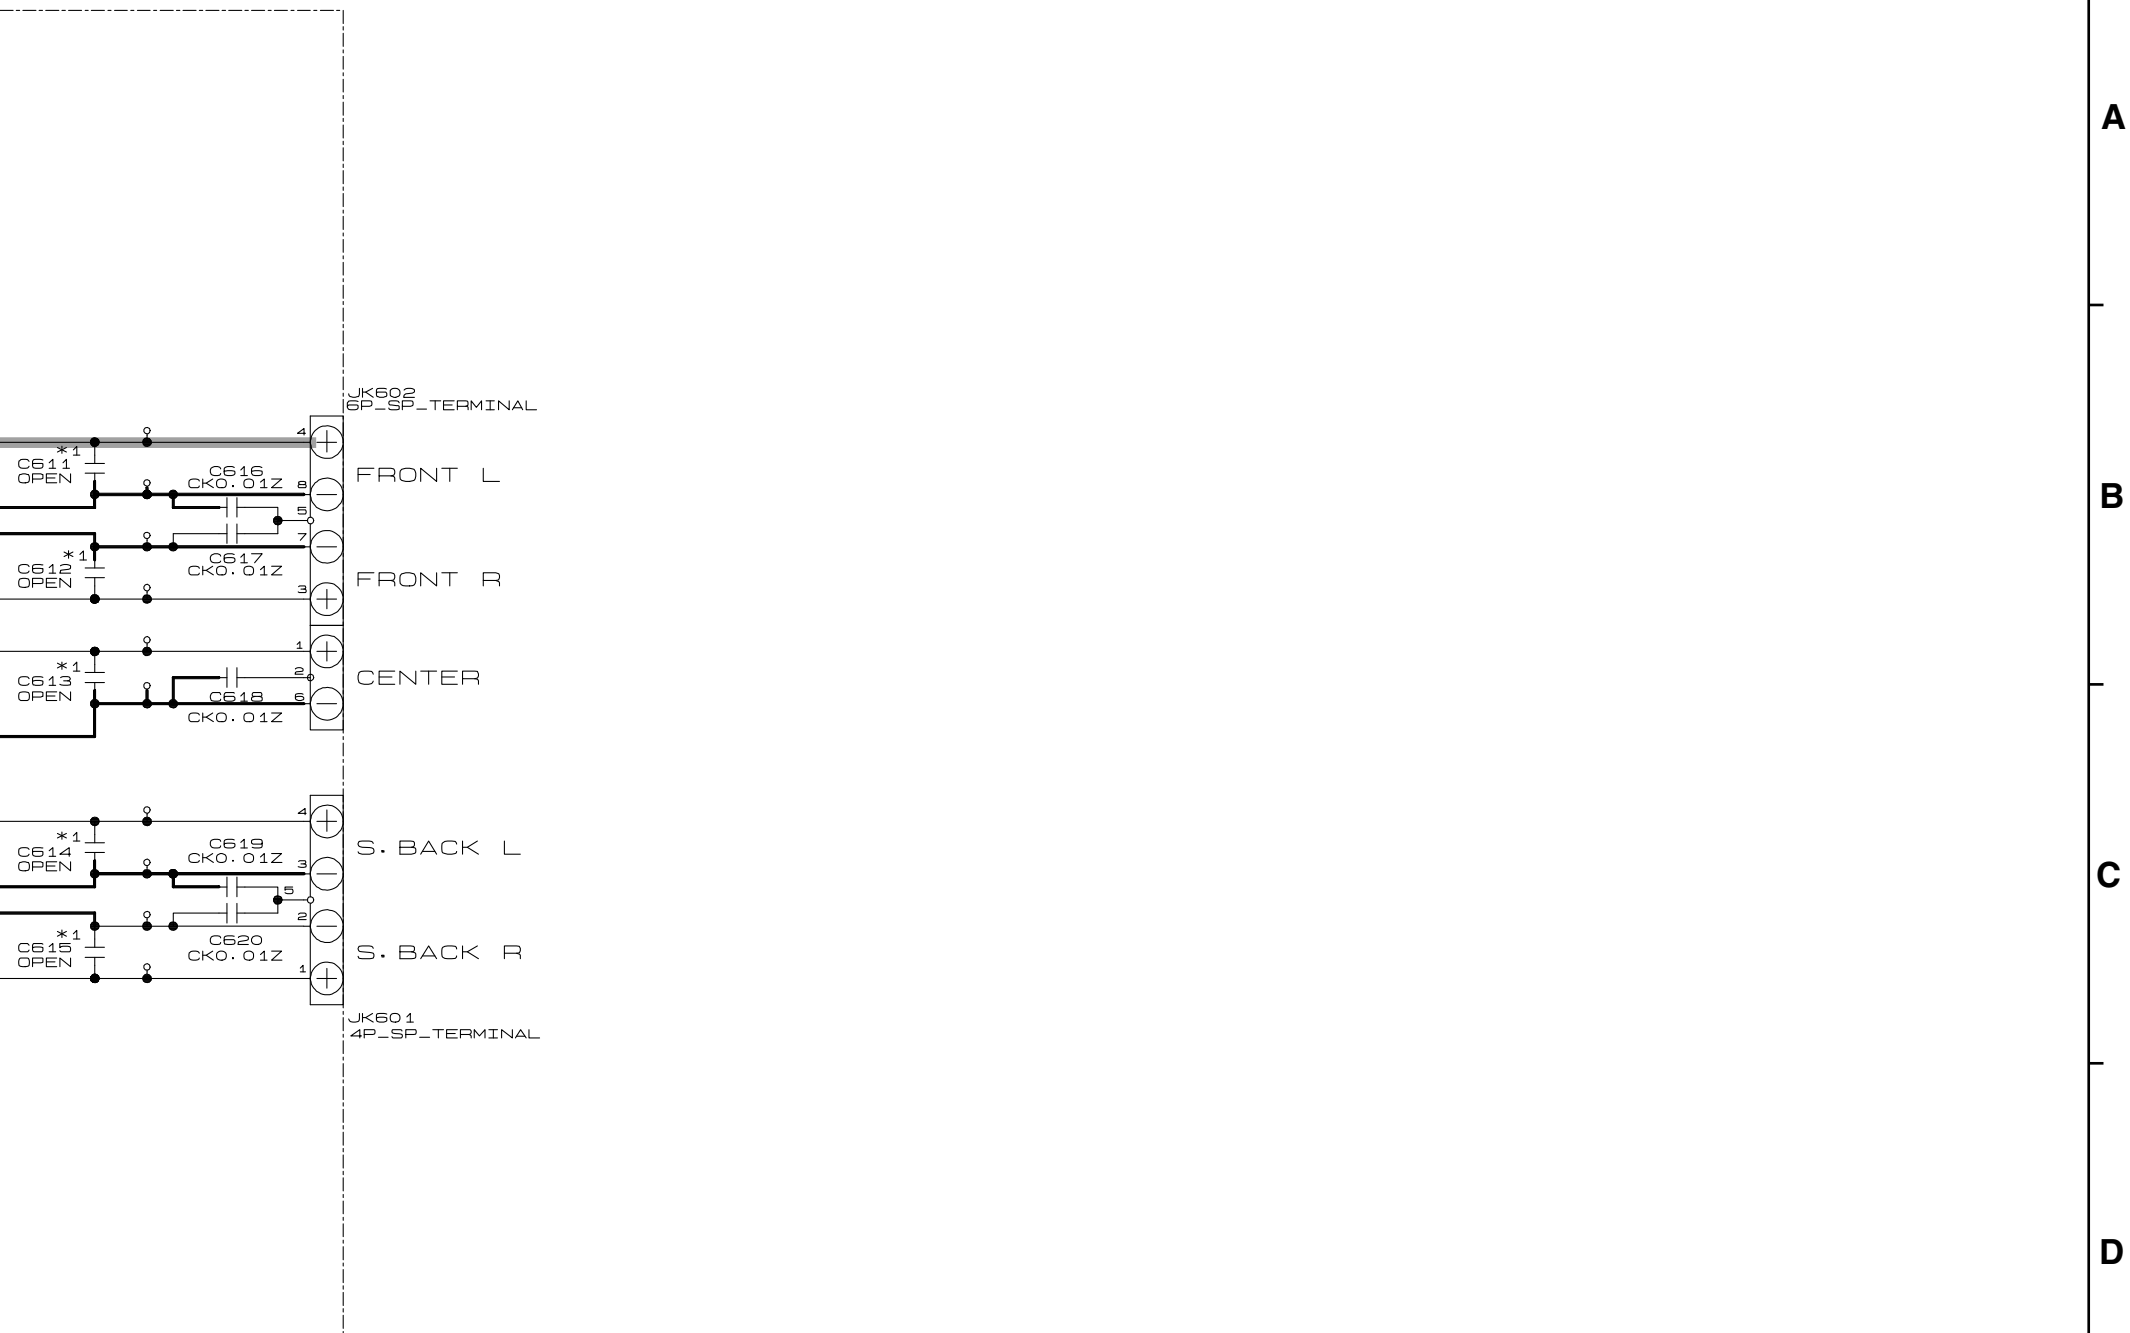 A
JK602
6P_SP_TERMINAL
4
*1
C611
OPEN
C616
CK0.01Z
FRONT L
8
B
5
7
*1
C612
OPEN
C617
CK0.01Z
FRONT R
3
1
*1
C613
OPEN
2
CENTER
C618
6
CK0.01Z
4
*1
C614
OPEN
C619
CK0.01Z
S.BACK L
3
C
5
2
*1
C615
OPEN
C620
CK0.01Z
S.BACK R
1
JK601
4P_SP_TERMINAL
D